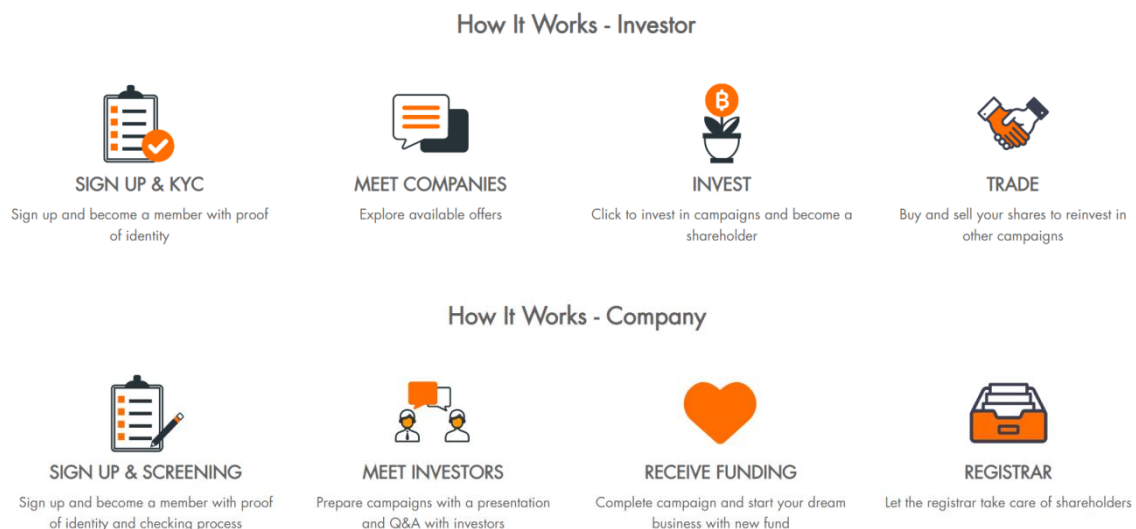 How It Works - Investor
SIGN UP & KYC
Sign up and become a member with proof
of identity
MEET COMPANIES
Explore available offers
฿
INVEST
Click to invest in campaigns and become a
shareholder
TRADE
Buy and sell your shares to reinvest in
other campaigns
How It Works - Company
SIGN UP & SCREENING
Sign up and become a member with proof
of identity and checking process
MEET INVESTORS
Prepare campaigns with a presentation
and Q&A with investors
RECEIVE FUNDING
Complete campaign and start your dream
business with new fund
REGISTRAR
Let the registrar take care of shareholders